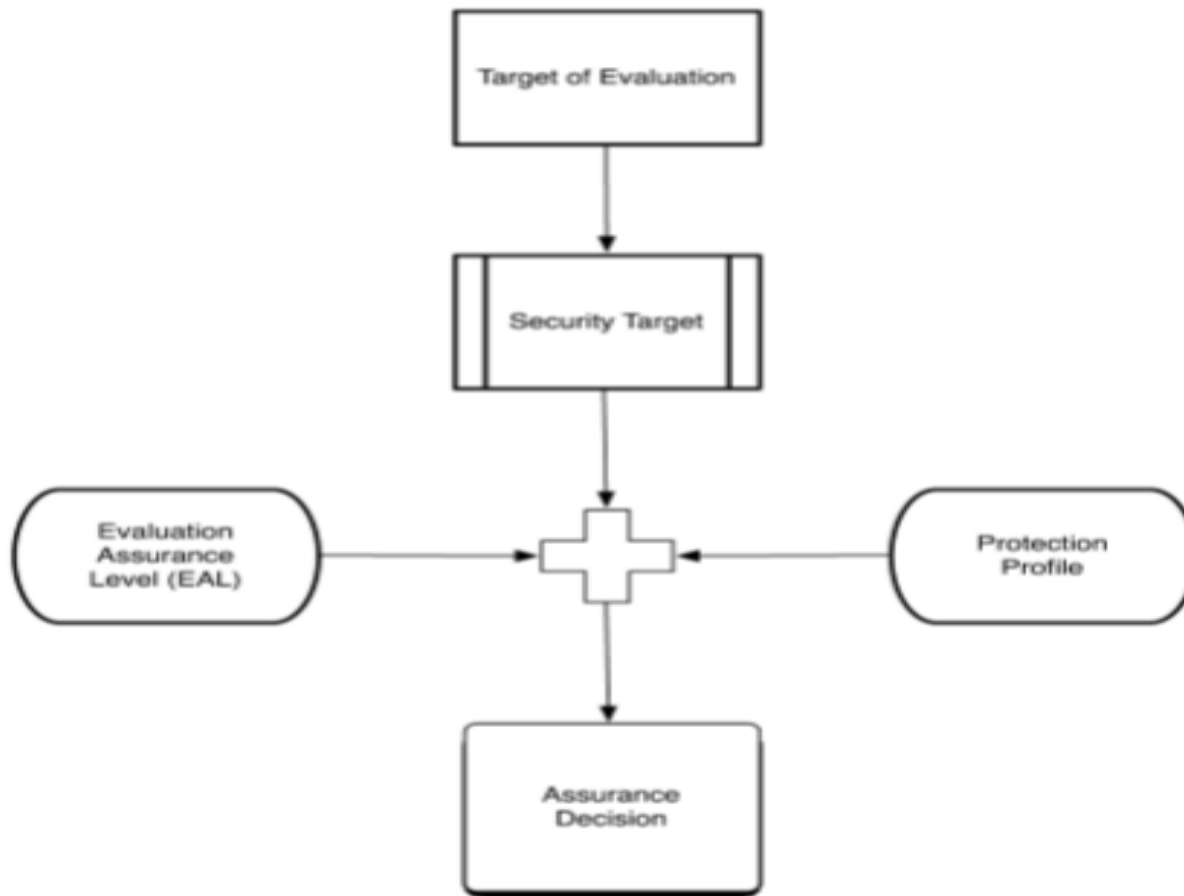 Target of Evaluation
Security Target
Evaluation
Assurance
Level (EAL)
Protection
Profile
Assurance
Decision